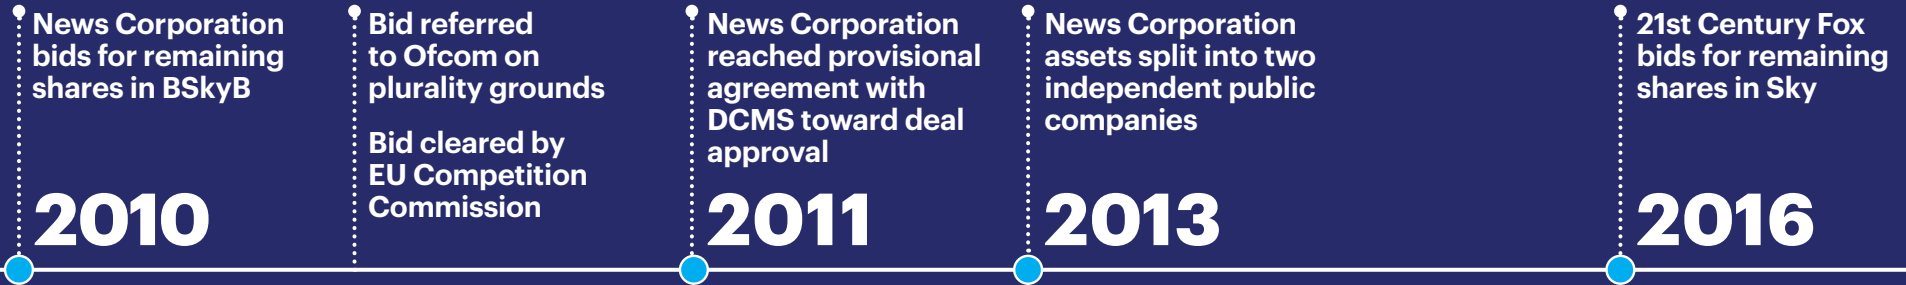 News Corporation
bids for remaining
shares in BSkyB
2010
Bid referred
to Ofcom on
plurality grounds
Bid cleared by
EU Competition
Commission
News Corporation
reached provisional
agreement with
DCMS toward deal
approval
2011
News Corporation
assets split into two
independent public
companies
2013
21st Century Fox
bids for remaining
shares in Sky
2016